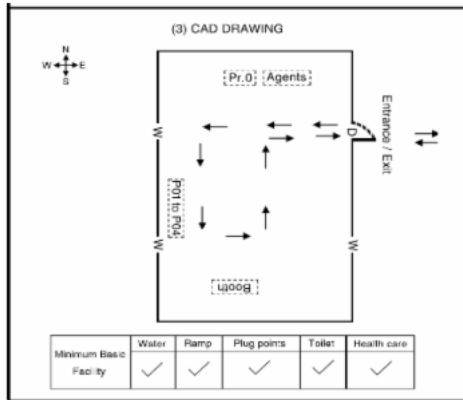 (3) CAD DRAWING
N
W E
S
Pr.0 Agents
W
D
Entrance / Exit
P01 to P04
W
W
Booth
Minimum Basic Facility Water Ramp Plug points Toilet Health care